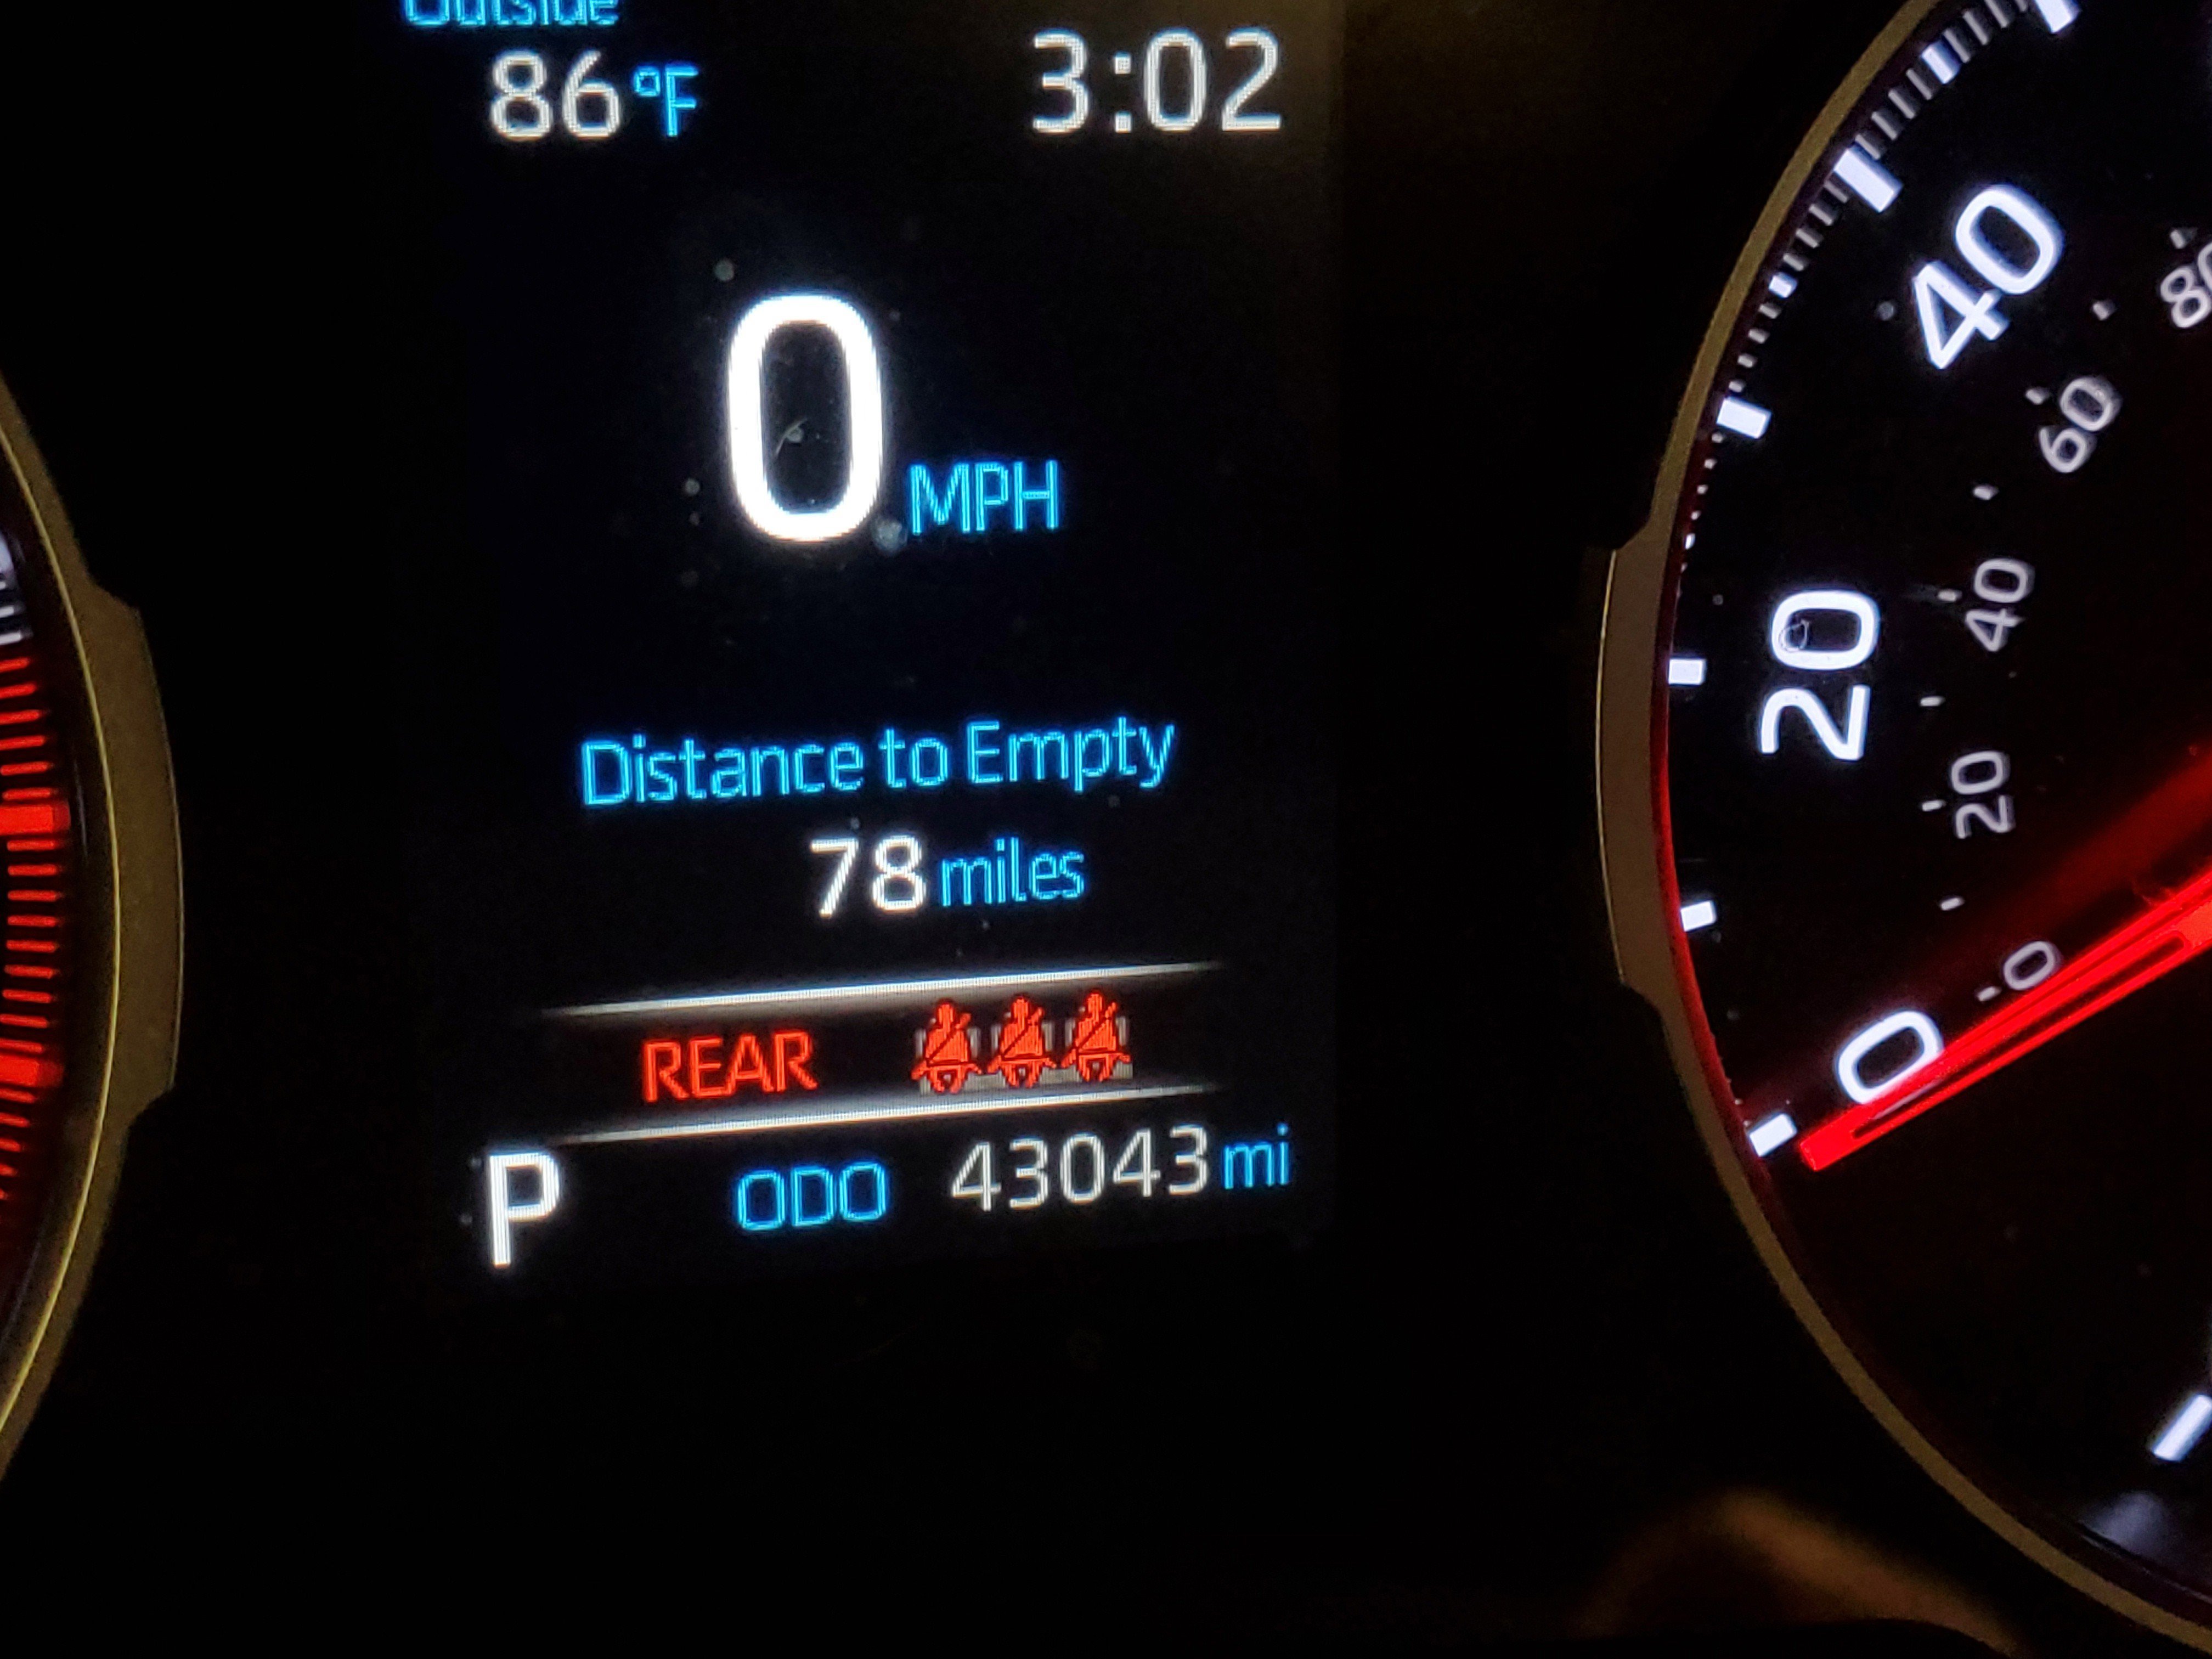 Outside
86°F 3:02
0 MPH
Distance to Empty
78 miles
REAR
P ODO 43043 mi
40
80
60
20
40
20
0
0